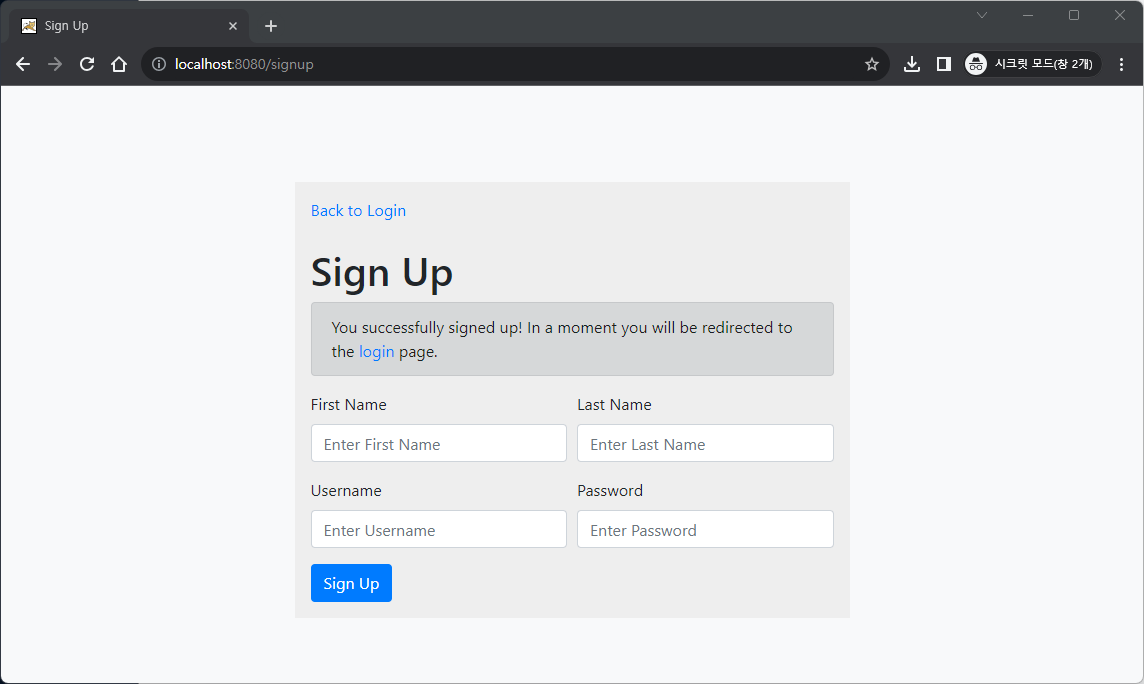 Sign Up
localhost:8080/signup
시크릿 모드(창 2개)
Back to Login
Sign Up
You successfully signed up! In a moment you will be redirected to
the login page.
First Name
Last Name
Enter First Name
Enter Last Name
Username
Password
Enter Username
Enter Password
Sign Up